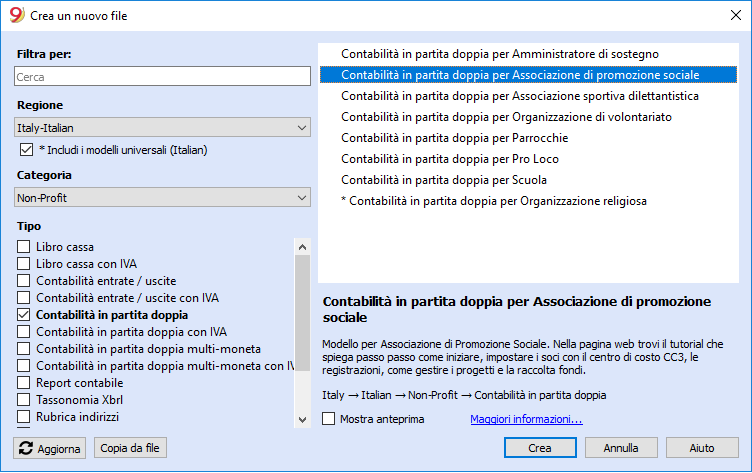 Crea un nuovo file
Filtra per:
Cerca
Regione
Italy-Italian
* Includi i modelli universali (Italian)
Categoria
Non-Profit
Tipo
Libro cassa
Libro cassa con IVA
Contabilità entrate / uscite
Contabilità entrate / uscite con IVA
Contabilità in partita doppia
Contabilità in partita doppia con IVA
Contabilità in partita doppia multi-moneta
Contabilità in partita doppia multi-moneta con IV
Report contabile
Tassonomia Xbrl
Rubrica indirizzi
Aggiorna
Copia da file
Contabilità in partita doppia per Amministratore di sostegno
Contabilità in partita doppia per Associazione di promozione sociale
Contabilità in partita doppia per Associazione sportiva dilettantistica
Contabilità in partita doppia per Organizzazione di volontariato
Contabilità in partita doppia per Parrocchie
Contabilità in partita doppia per Pro Loco
Contabilità in partita doppia per Scuola
* Contabilità in partita doppia per Organizzazione religiosa
Contabilità in partita doppia per Associazione di promozione
sociale
Modello per Associazione di Promozione Sociale. Nella pagina web trovi il tutorial che
spiega passo passo come iniziare, impostare i soci con il centro di costo CC3, le
registrazioni, come gestire i progetti e la raccolta fondi.
Italy → Italian → Non-Profit → Contabilità in partita doppia
Mostra anteprima
Maggiori informazioni...
Crea
Annulla
Aiuto